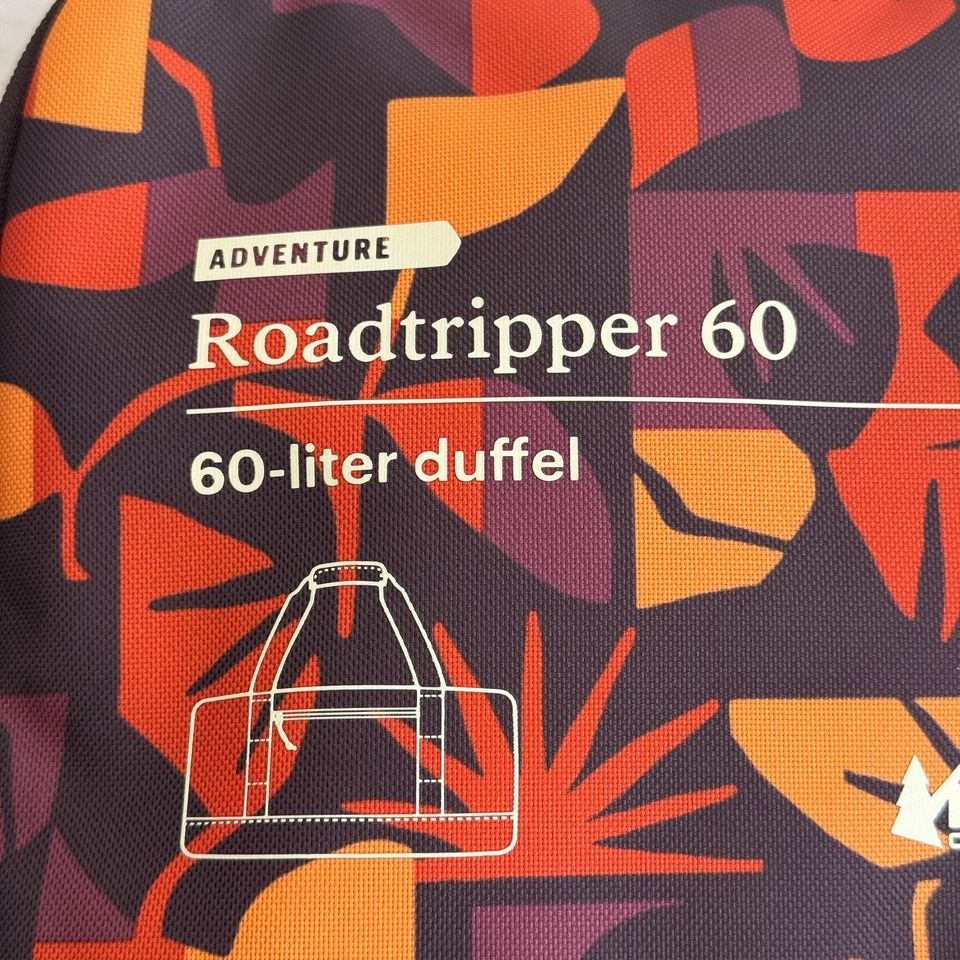 ADVENTURE
Roadtripper 60
60-liter duffel